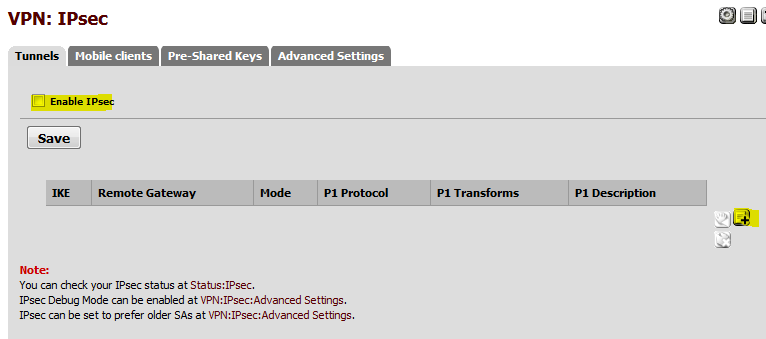 VPN: IPsec
Tunnels Mobile clients Pre-Shared Keys Advanced Settings
Enable IPsec
Save
IKE Remote Gateway Mode P1 Protocol P1 Transforms P1 Description
Note:
You can check your IPsec status at Status:IPsec.
IPsec Debug Mode can be enabled at VPN:IPsec:Advanced Settings.
IPsec can be set to prefer older SAs at VPN:IPsec:Advanced Settings.